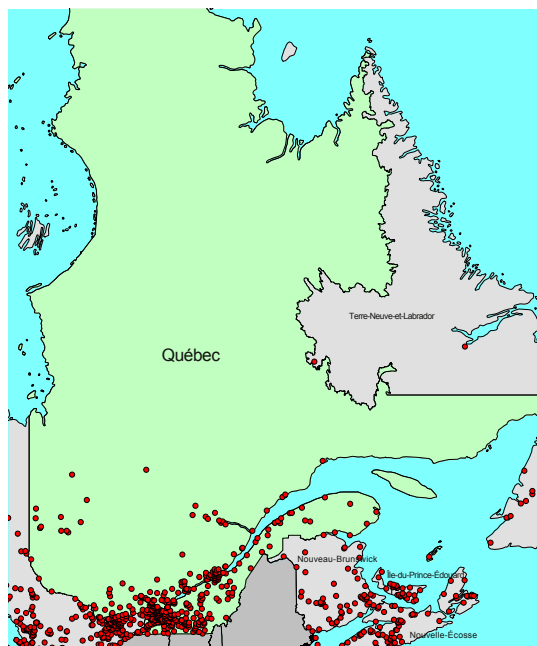 Terre-Neuve-et-Labrador
Québec
Nouveau-Brunswick
Île-du-Prince-Édouard
Nouvelle-Écosse